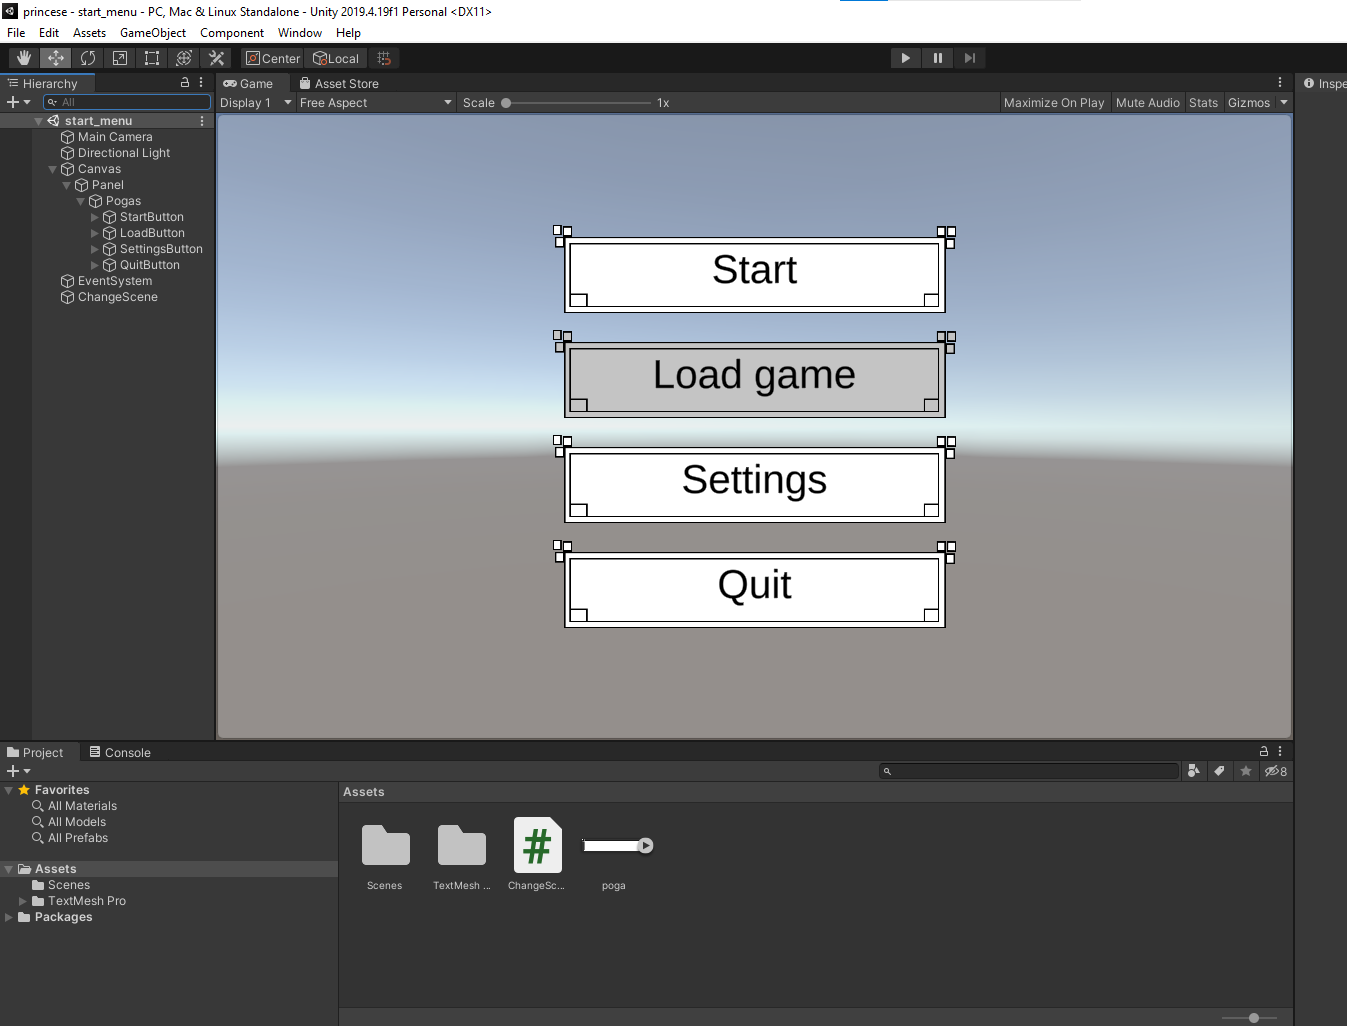 princese - start_menu - PC, Mac & Linux Standalone - Unity 2019.4.19f1 Personal <DX11>
File Edit Assets GameObject Component Window Help
Center Local
Hierarchy
All
start_menu
Main Camera
Directional Light
Canvas
Panel
Pogas
StartButton
LoadButton
SettingsButton
QuitButton
EventSystem
ChangeScene
Game Asset Store
Display 1 Free Aspect Scale 1x Maximize On Play Mute Audio Stats Gizmos
Start
Load game
Settings
Quit
Inspe
Project Console
8
Favorites
All Materials
All Models
All Prefabs
Assets
Scenes
TextMesh Pro
Packages
Assets
Scenes TextMesh ... ChangeSc... poga